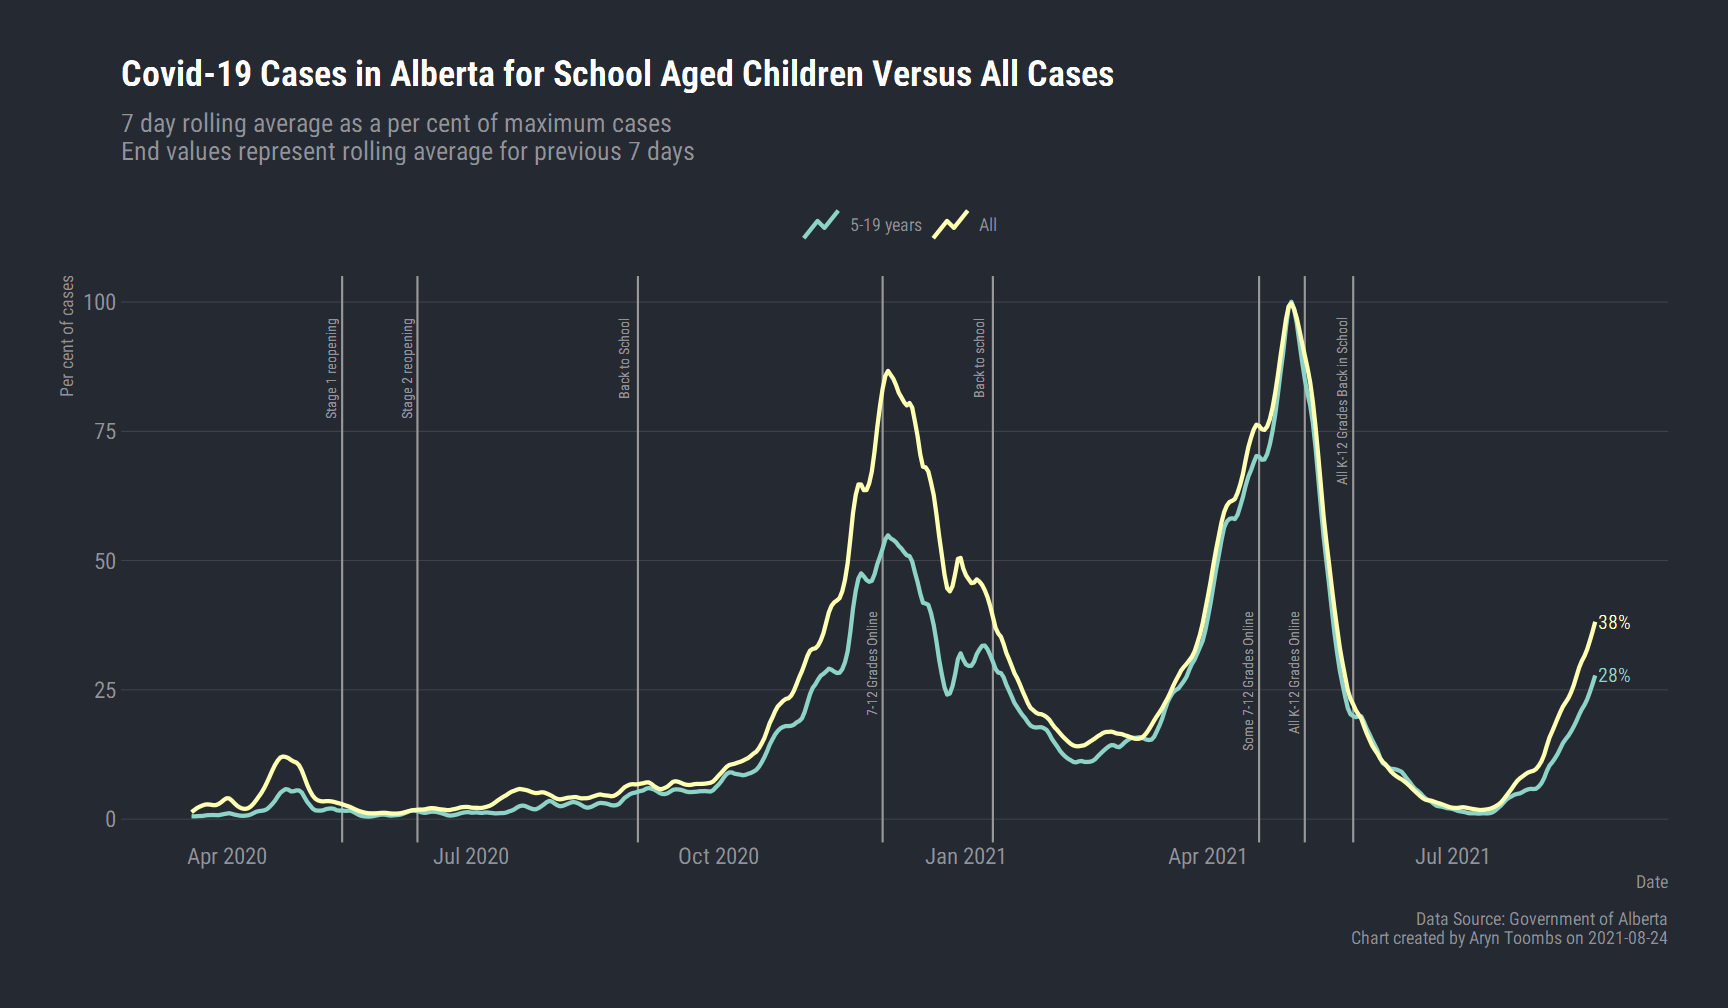 Covid-19 Cases in Alberta for School Aged Children Versus All Cases
7 day rolling average as a per cent of maximum cases
End values represent rolling average for previous 7 days
5-19 years
All
Per cent of cases
100
75
50
25
0
Stage 1 reopening
Stage 2 reopening
Back to School
7-12 Grades Online
Back to school
Some 7-12 Grades Online
All K-12 Grades Online
All K-12 Grades Back in School
38%
28%
Apr 2020
Jul 2020
Oct 2020
Jan 2021
Apr 2021
Jul 2021
Date
Data Source: Government of Alberta
Chart created by Aryn Toombs on 2021-08-24